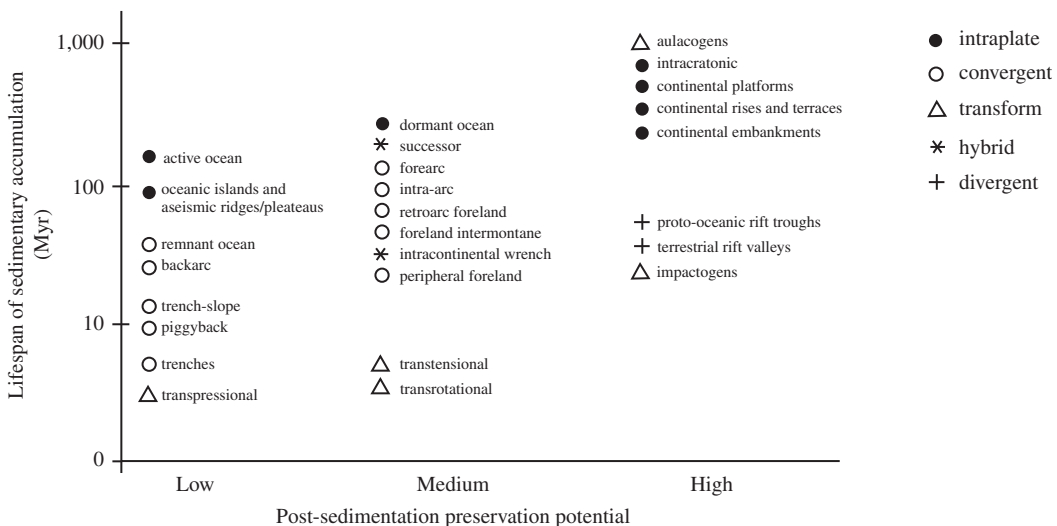 Lifespan of sedimentary accumulation
(Myr)
1,000
100
10
0
active ocean
oceanic islands and
aseismic ridges/pleateaus
remnant ocean
backarc
trench-slope
piggyback
trenches
transpressional
dormant ocean
successor
forearc
intra-arc
retroarc foreland
foreland intermontane
intracontinental wrench
peripheral foreland
transtensional
transrotational
aulacogens
intracratonic
continental platforms
continental rises and terraces
continental embankments
proto-oceanic rift troughs
terrestrial rift valleys
impactogens
intraplate
convergent
transform
hybrid
divergent
Low
Medium
High
Post-sedimentation preservation potential